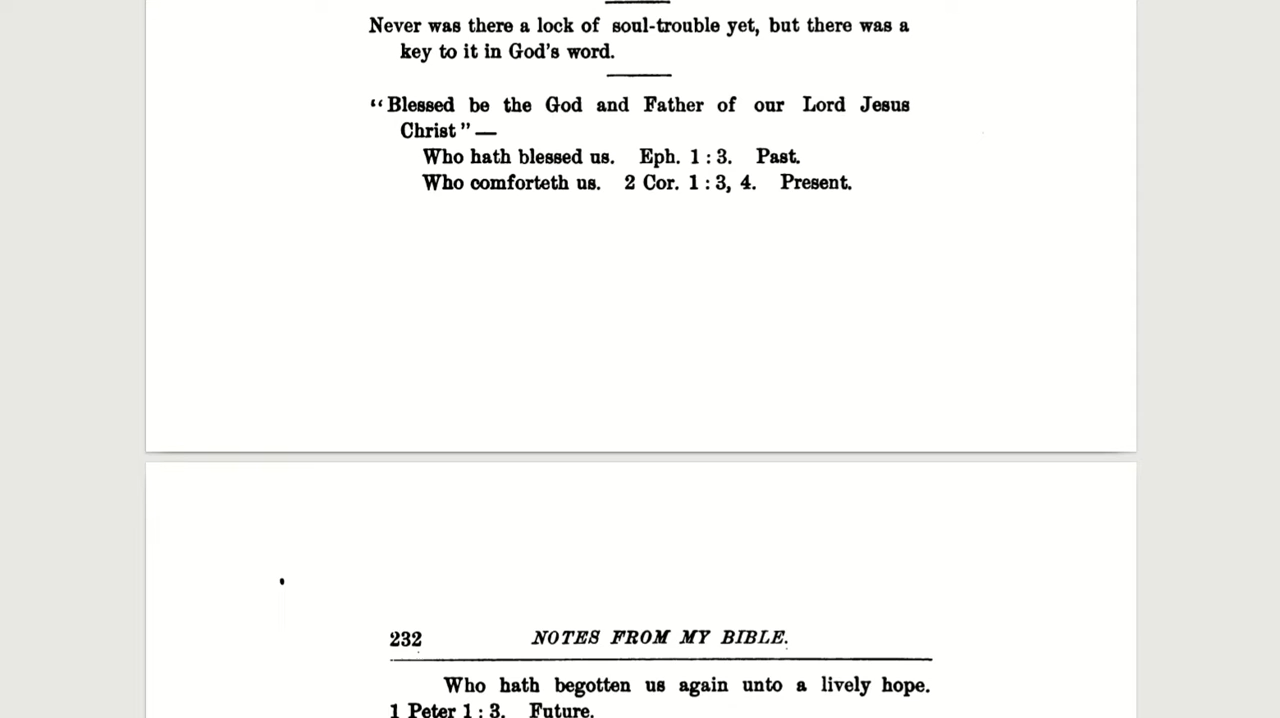 Never was there a lock of soul-trouble yet, but there was a
key to it in God's word.
"Blessed be the God and Father of our Lord Jesus
Christ"—
Who hath blessed us. Eph. 1 : 3. Past.
Who comforteth us. 2 Cor. 1 : 3, 4. Present.
232 NOTES FROM MY BIBLE.
Who hath begotten us again unto a lively hope.
1 Peter 1 : 3. Future.